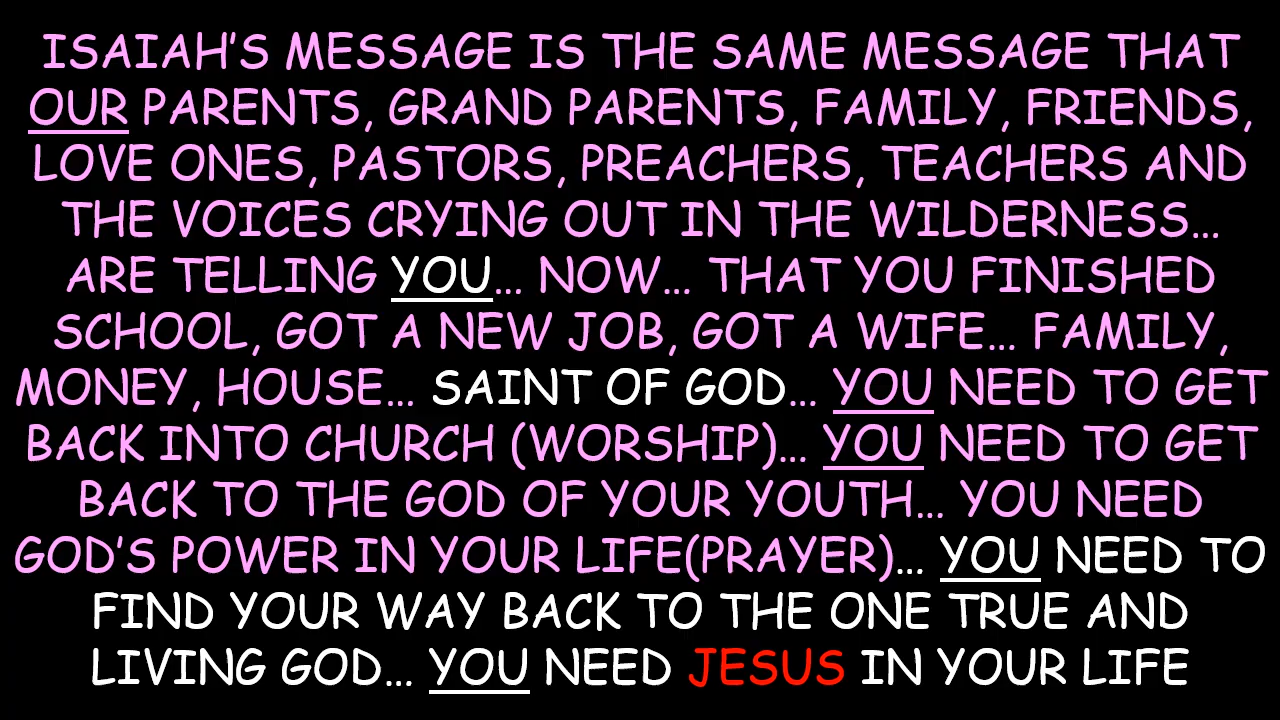 ISAIAH'S MESSAGE IS THE SAME MESSAGE THAT
OUR PARENTS, GRAND PARENTS, FAMILY, FRIENDS,
LOVE ONES, PASTORS, PREACHERS, TEACHERS AND
THE VOICES CRYING OUT IN THE WILDERNESS...
ARE TELLING YOU... NOW... THAT YOU FINISHED
SCHOOL, GOT A NEW JOB, GOT A WIFE... FAMILY,
MONEY, HOUSE... SAINT OF GOD... YOU NEED TO GET
BACK INTO CHURCH (WORSHIP)... YOU NEED TO GET
BACK TO THE GOD OF YOUR YOUTH... YOU NEED
GOD'S POWER IN YOUR LIFE(PRAYER)... YOU NEED TO
FIND YOUR WAY BACK TO THE ONE TRUE AND
LIVING GOD... YOU NEED JESUS IN YOUR LIFE